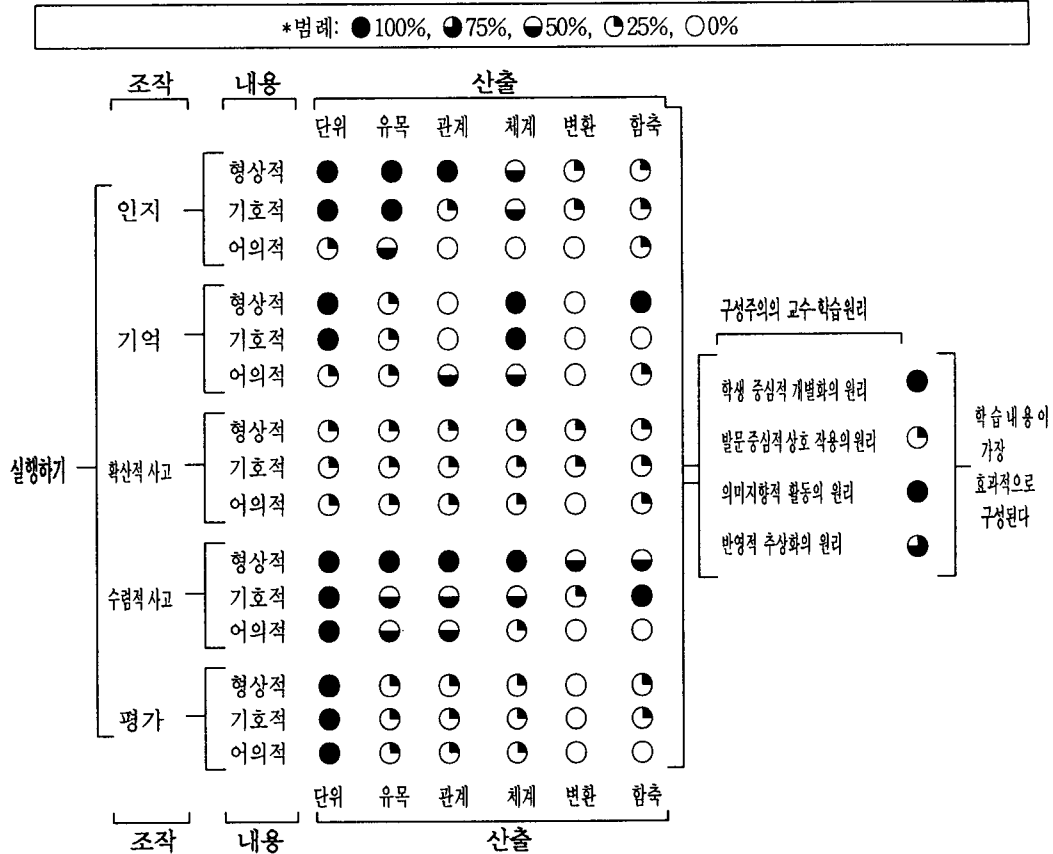 *범례: ●100%, ◕75%, ◒50%, ◔25%, ○0%
조작 내용 산출
단위 유목 관계 체계 변환 함축
형상적 ● ● ● ◒ ◔ ◔
인지 기호적 ● ● ◔ ◒ ◔ ◔
어의적 ◔ ◒ ○ ○ ○ ◔
형상적 ● ◔ ○ ● ○ ●
기억 기호적 ● ◔ ○ ● ○ ○
어의적 ◔ ◔ ◒ ◒ ○ ◔
형상적 ◔ ◔ ◔ ◔ ◔ ◔
실행하기 확산적 사고 기호적 ◔ ◔ ◔ ◔ ◔ ◔
어의적 ◔ ◔ ◔ ◔ ○ ◔
형상적 ● ● ● ● ◒ ◒
수렴적 사고 기호적 ● ◒ ◒ ◒ ◔ ●
어의적 ● ◒ ◒ ◔ ○ ○
형상적 ● ◔ ◔ ◔ ○ ◔
평가 기호적 ● ◔ ◔ ◔ ○ ◔
어의적 ● ◔ ◔ ◔ ○ ○
단위 유목 관계 체계 변환 함축
조작 내용 산출
구성주의의 교수·학습원리
학생 중심적 개별화의 원리 ●
발문 중심적 상호 작용의 원리 ◔
의미지향적 활동의 원리 ●
반영적 추상화의 원리 ◕
학습 내용이
가장
효과적으로
구성된다